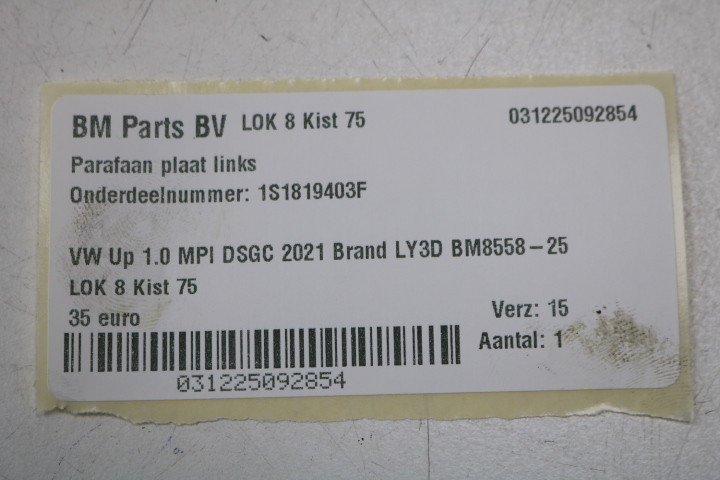 BM Parts BV LOK 8 Kist 75 031225092854
Parafaan plaat links
Onderdeelnummer: 1S1819403F
VW Up 1.0 MPI DSGC 2021 Brand LY3D BM8558-25
LOK 8 Kist 75
35 euro Verz: 15
Aantal: 1
031225092854